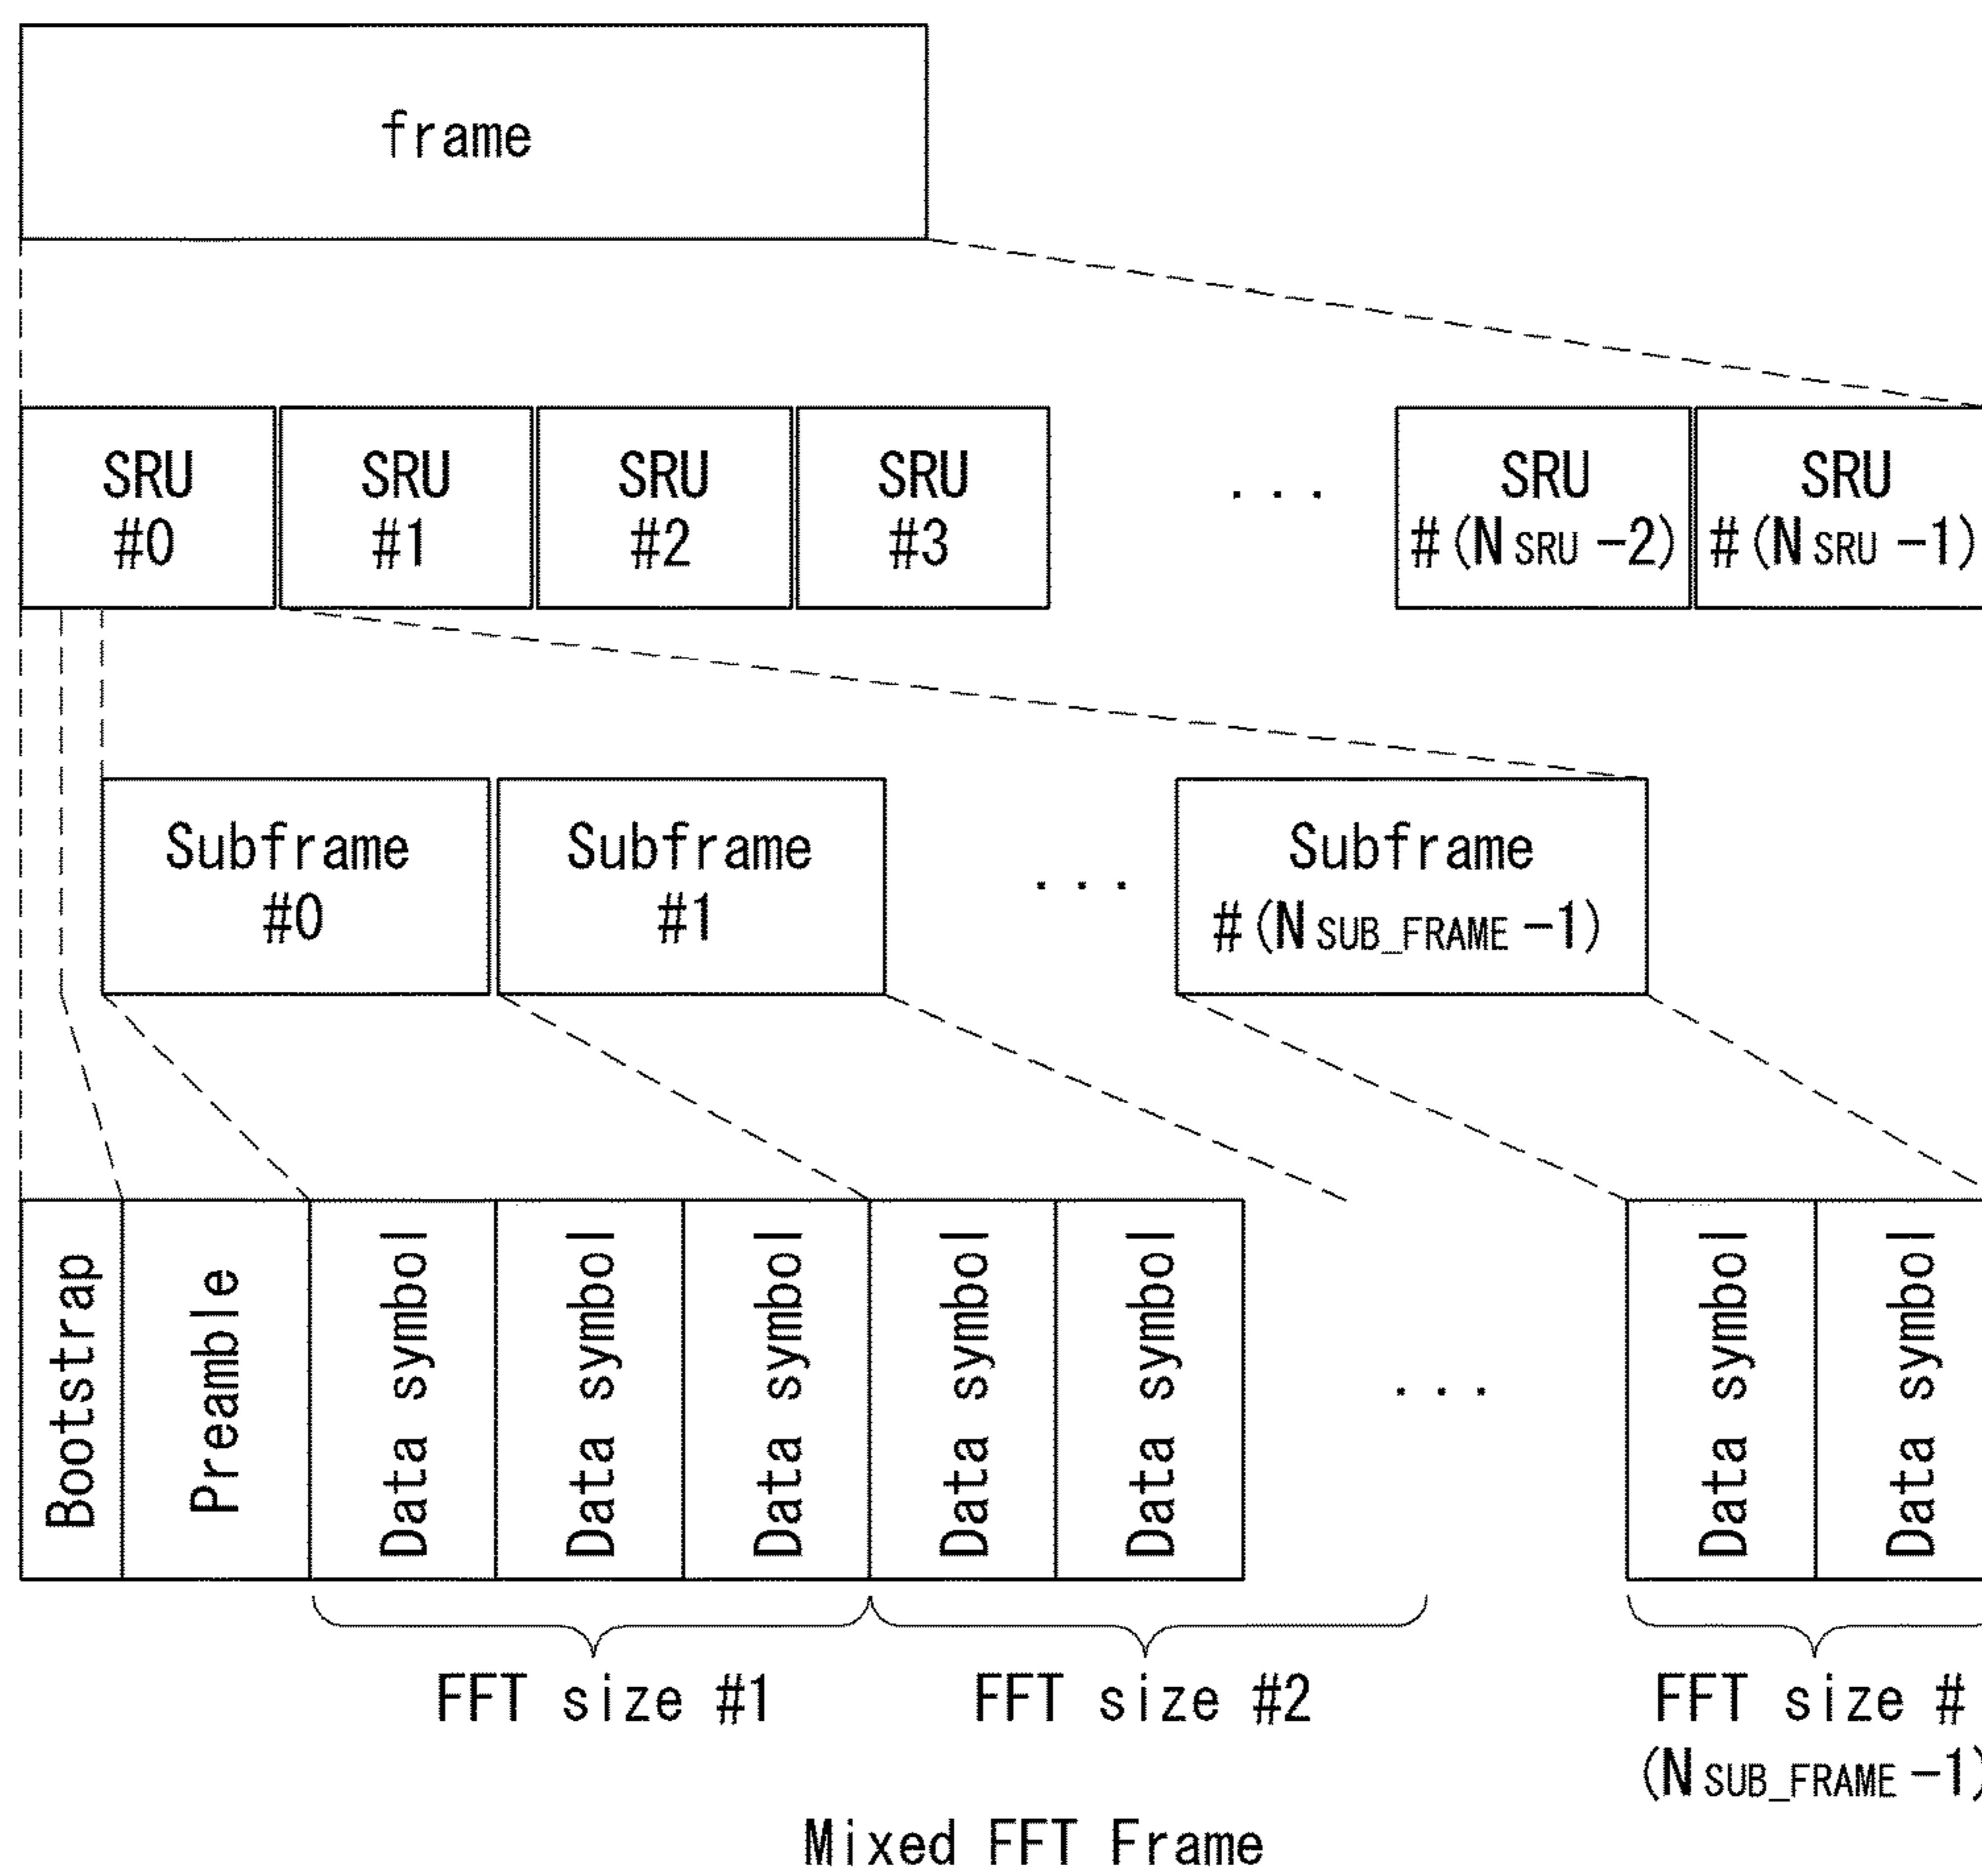 frame
SRU
#0
SRU
#1
SRU
#2
SRU
#3
...
SRU
#(NSRU-2)
SRU
#(NSRU-1)
Subframe
#0
Subframe
#1
...
Subframe
#(NSUB_FRAME-1)
Bootstrap
Preamble
Data symbol
Data symbol
Data symbol
Data symbol
Data symbol
...
Data symbol
Data symbol
FFT size #1
FFT size #2
FFT size #
(NSUB_FRAME-1)
Mixed FFT Frame